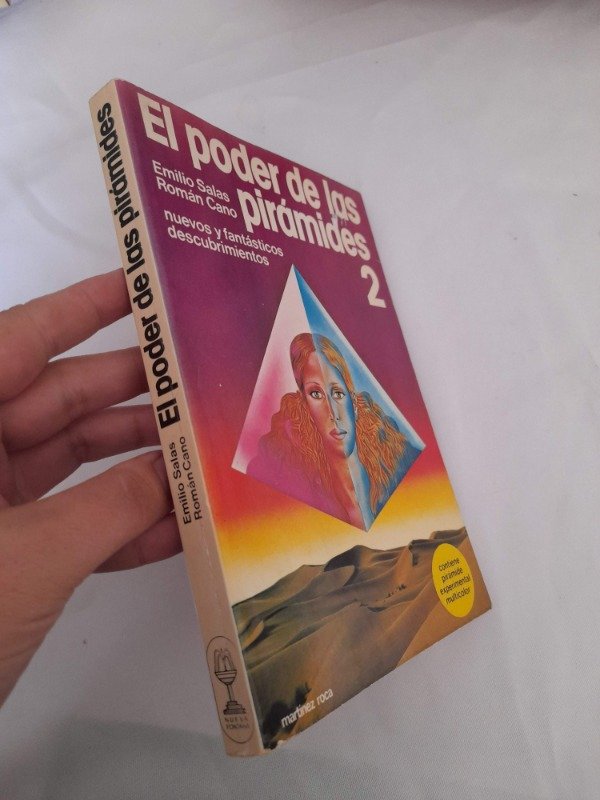 El poder de las
pirámides
2
Emilio Salas
Román Cano
nuevos y fantásticos
descubrimientos
contiene
pirámide
experimental
multicolor
martínez roca
El poder de las pirámides
Emilio Salas
Román Cano
NUEVA